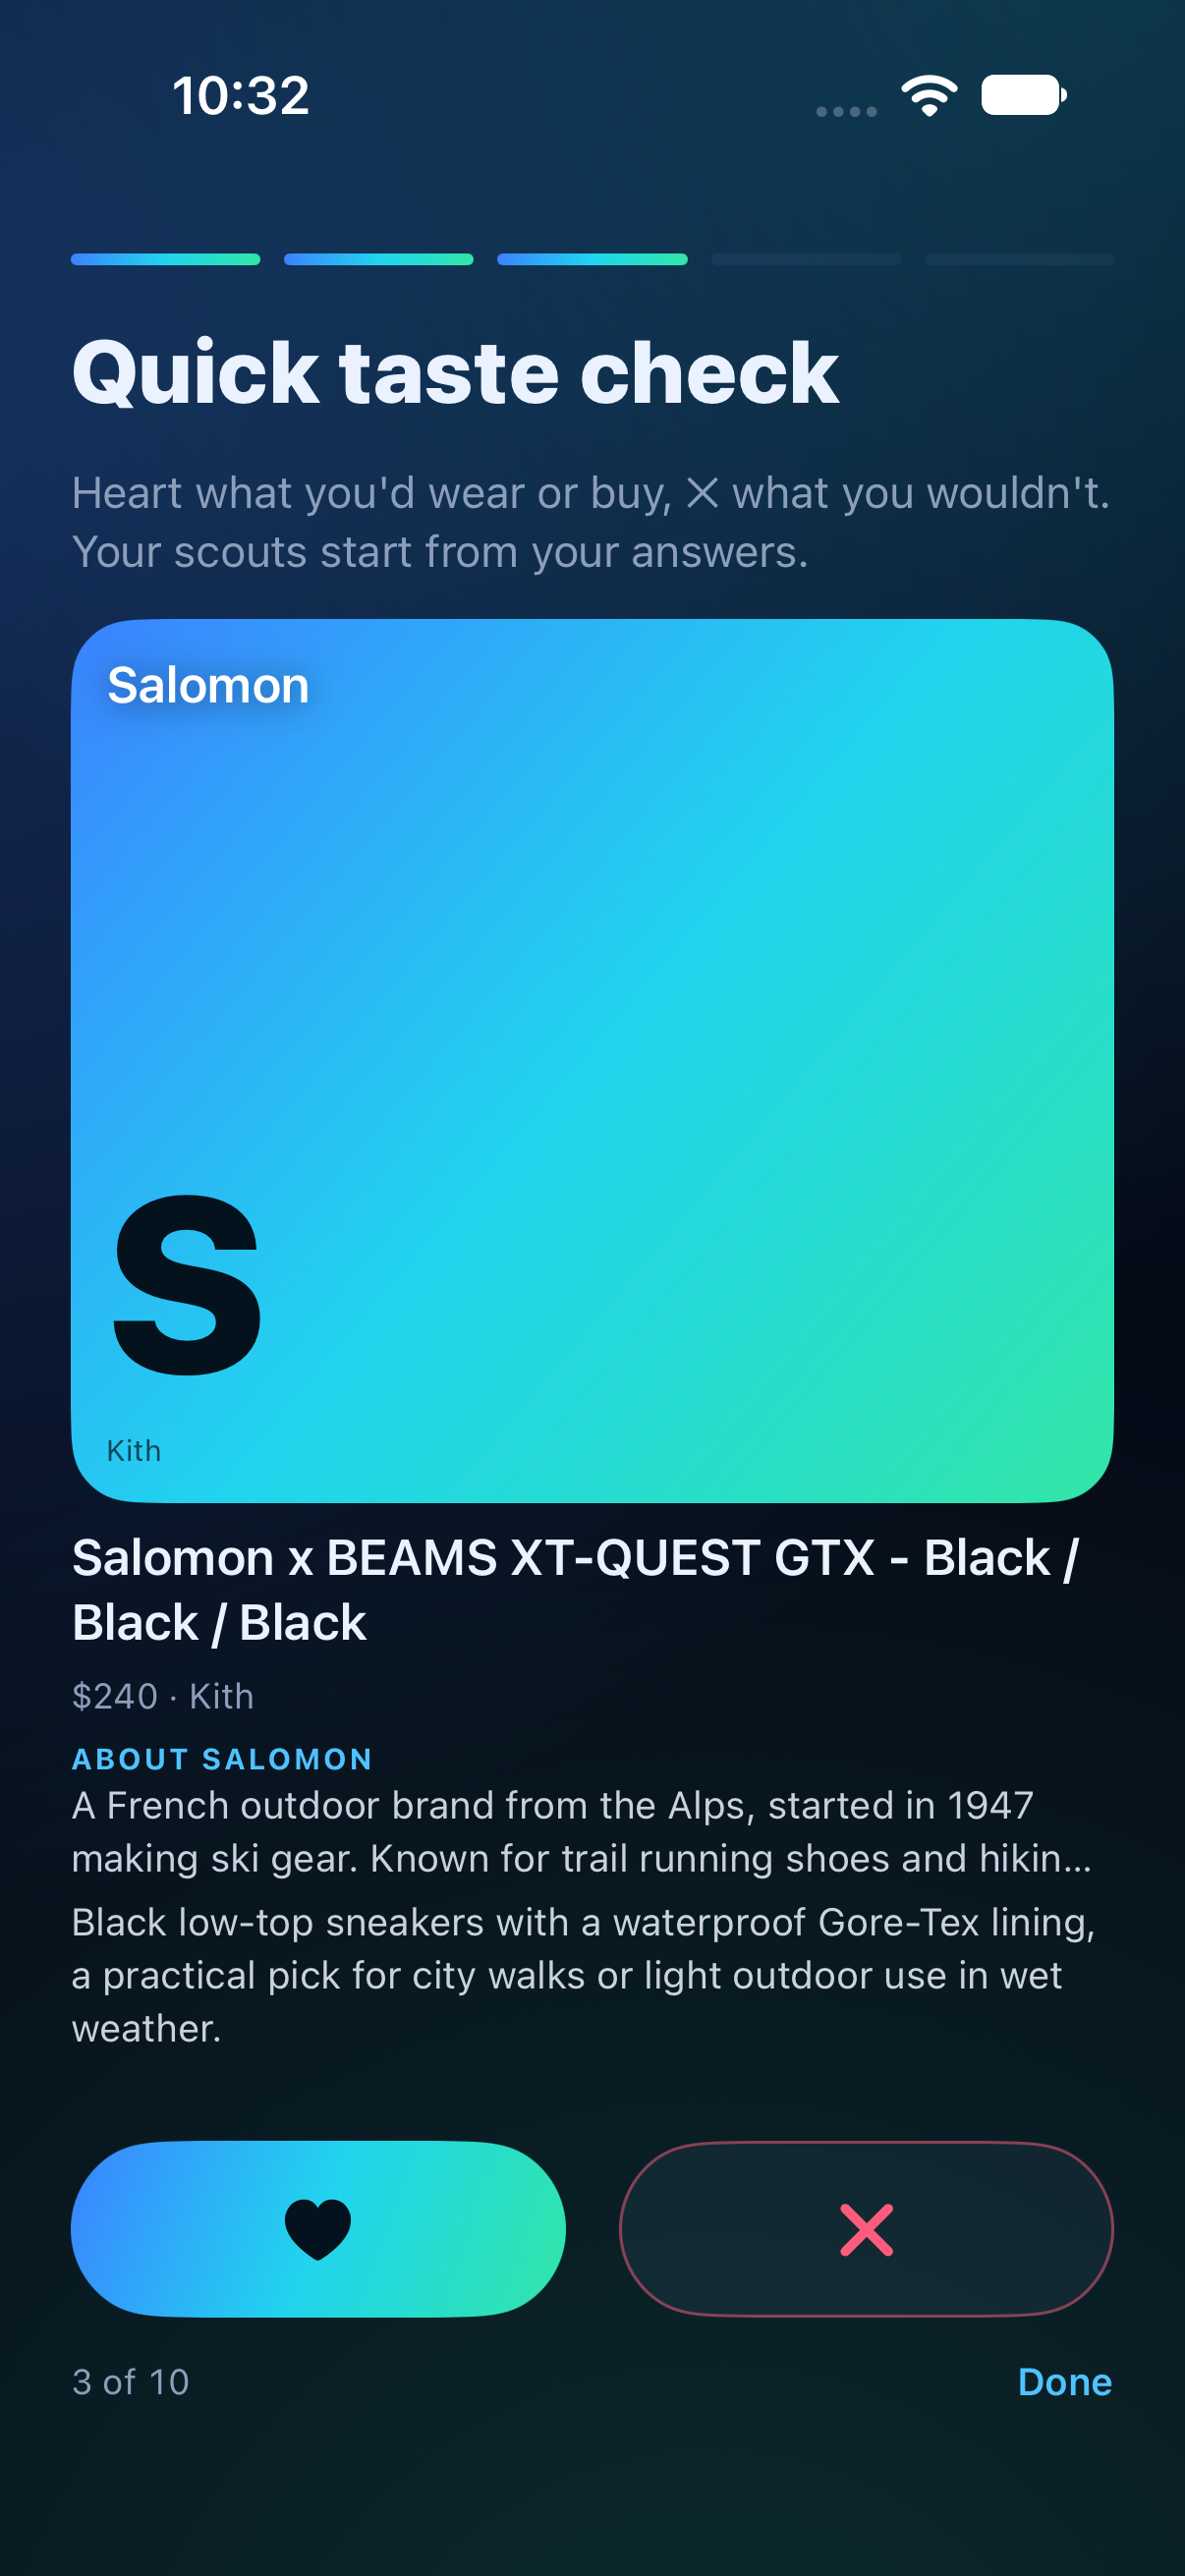 10:32
Quick taste check
Heart what you'd wear or buy, ✕ what you wouldn't.
Your scouts start from your answers.
Salomon
S
Kith
Salomon x BEAMS XT-QUEST GTX - Black /
Black / Black
$240 · Kith
ABOUT SALOMON
A French outdoor brand from the Alps, started in 1947
making ski gear. Known for trail running shoes and hikin...
Black low-top sneakers with a waterproof Gore-Tex lining,
a practical pick for city walks or light outdoor use in wet
weather.
3 of 10
Done